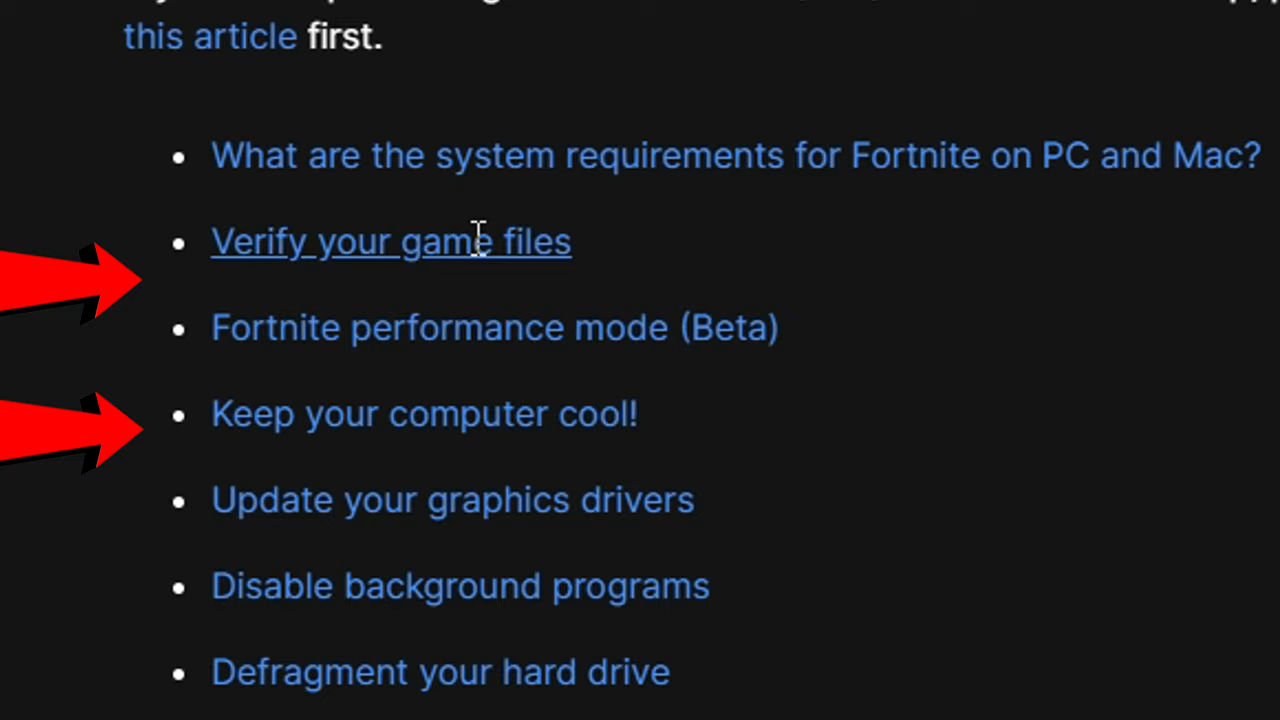 this article first.
• What are the system requirements for Fortnite on PC and Mac?
• Verify your game files
• Fortnite performance mode (Beta)
• Keep your computer cool!
• Update your graphics drivers
• Disable background programs
• Defragment your hard drive